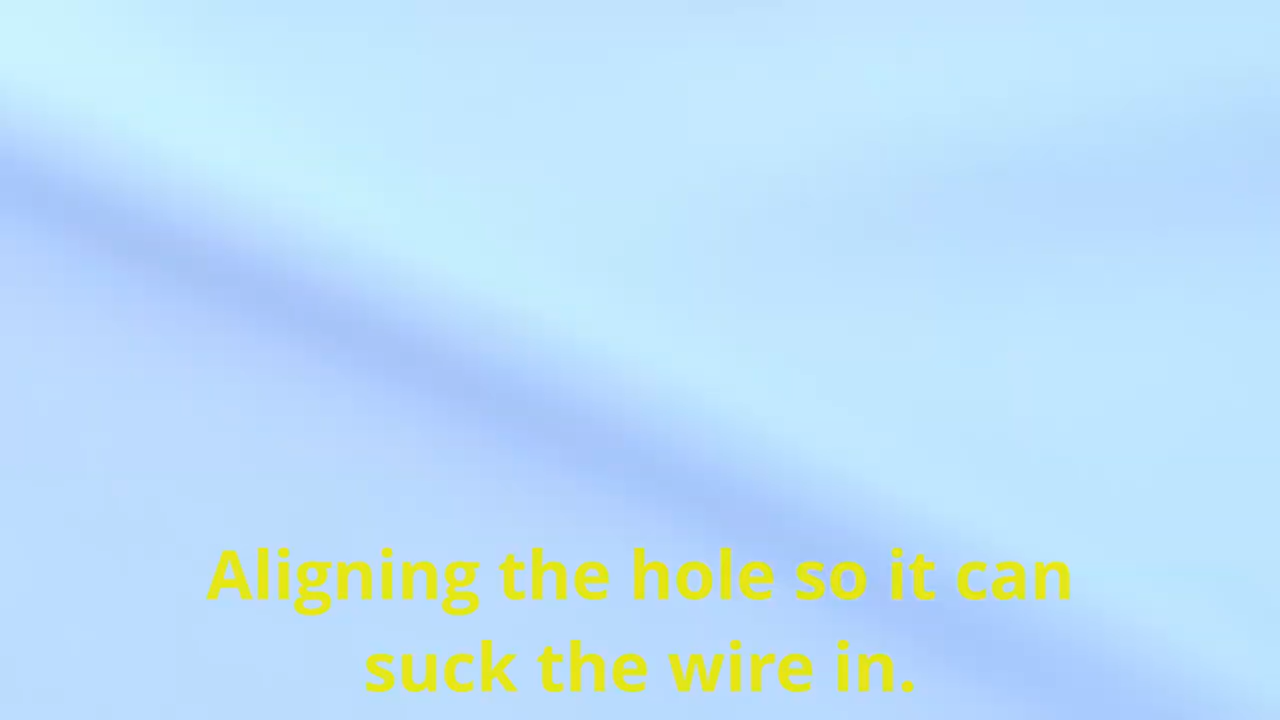 Aligning the hole so it can
suck the wire in.